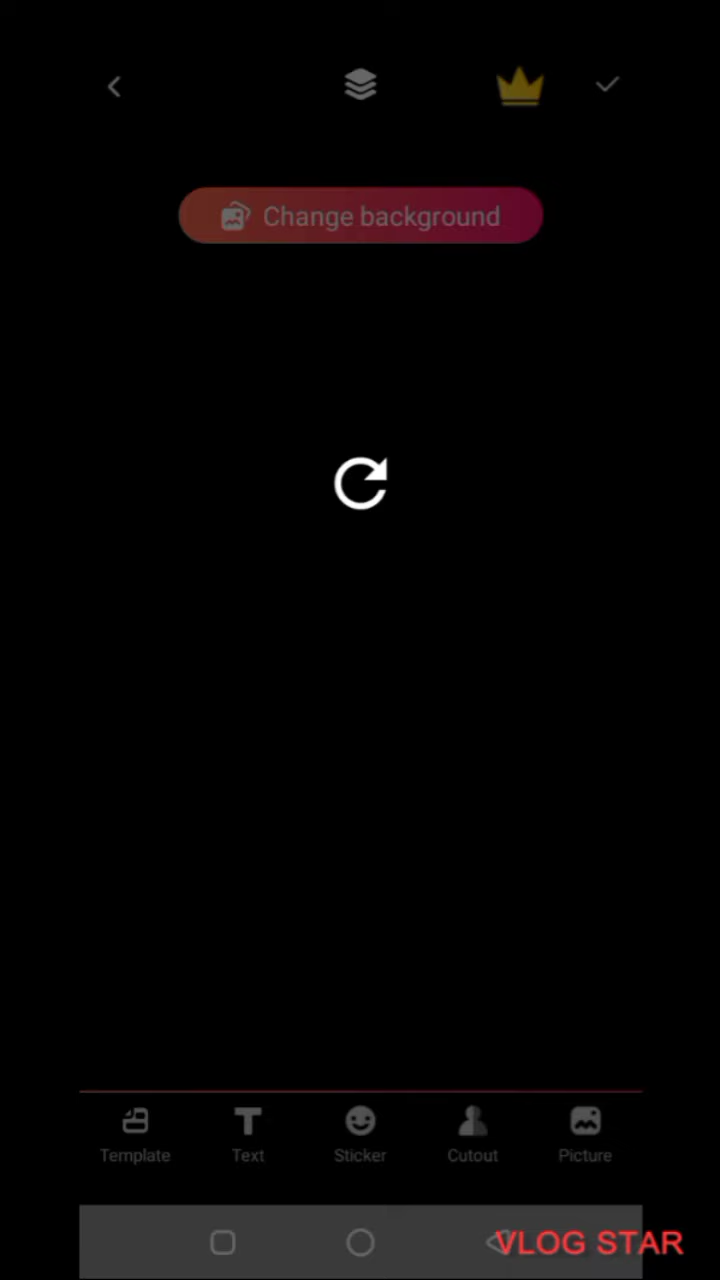 Change background
Template
Text
Sticker
Cutout
Picture
VLOG STAR